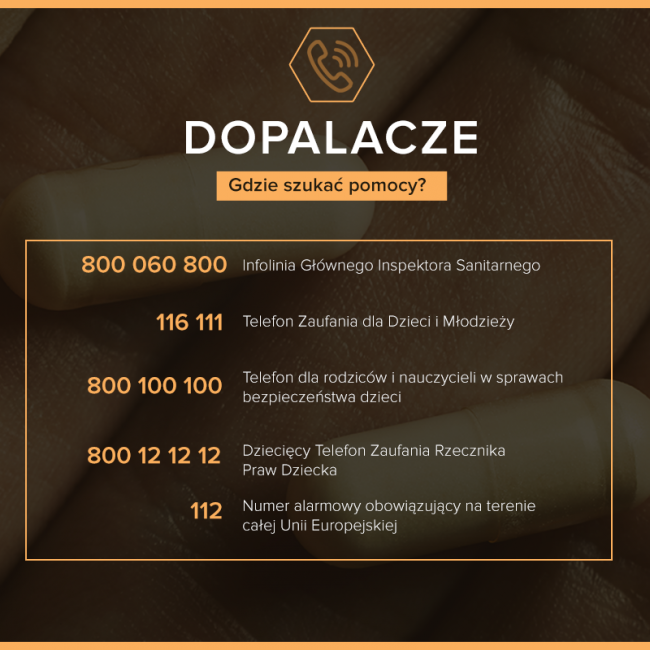 DOPALACZE
Gdzie szukać pomocy?
800 060 800 Infolinia Głównego Inspektora Sanitarnego
116 111 Telefon Zaufania dla Dzieci i Młodzieży
800 100 100 Telefon dla rodziców i nauczycieli w sprawach
bezpieczeństwa dzieci
800 12 12 12 Dziecięcy Telefon Zaufania Rzecznika
Praw Dziecka
112 Numer alarmowy obowiązujący na terenie
całej Unii Europejskiej